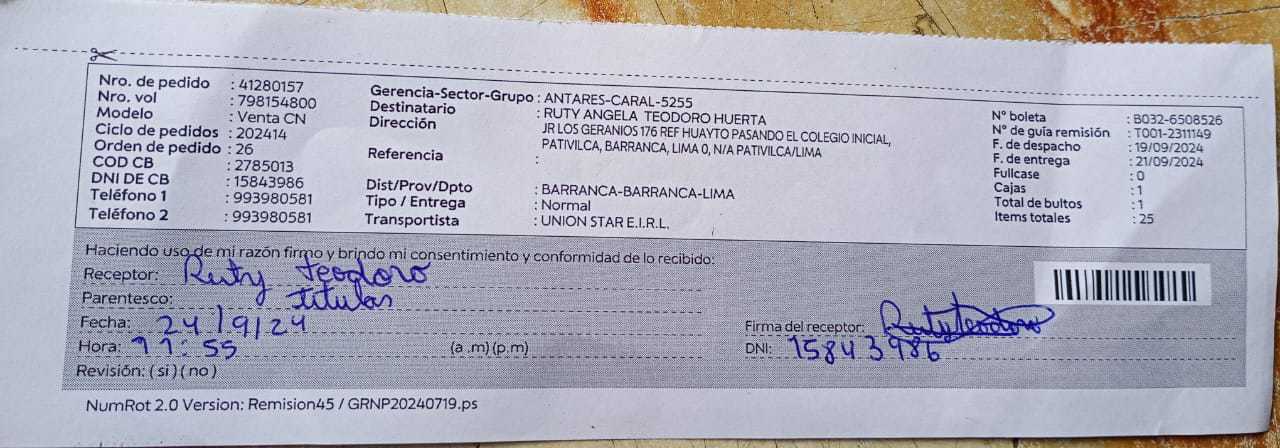 Nro. de pedido : 41280157
Nro. vol : 798154800
Modelo : Venta CN
Ciclo de pedidos : 202414
Orden de pedido : 26
COD CB : 2785013
DNI DE CB : 15843986
Teléfono 1 : 993980581
Teléfono 2 : 993980581
Gerencia-Sector-Grupo : ANTARES-CARAL-5255
Destinatario : RUTY ANGELA TEODORO HUERTA
Dirección : JR LOS GERANIOS 176 REF HUAYTO PASANDO EL COLEGIO INICIAL,
PATIVILCA, BARRANCA, LIMA 0, N/A PATIVILCA/LIMA
Referencia :
Dist/Prov/Dpto : BARRANCA-BARRANCA-LIMA
Tipo / Entrega : Normal
Transportista : UNION STAR E.I.R.L.
N° boleta : B032-6508526
N° de guía remisión : T001-2311149
F. de despacho : 19/09/2024
F. de entrega : 21/09/2024
Fullcase : 0
Cajas : 1
Total de bultos : 1
Items totales : 25
Haciendo uso de mi razón firmo y brindo mi consentimiento y conformidad de lo recibido:
Receptor: Ruty Teodoro
Parentesco: titular
Fecha: 24/9/24
Hora: 11:55 (a .m) (p.m)
Revisión: ( si ) ( no )
Firma del receptor: Ruty Teodoro
DNI: 15843986
NumRot 2.0 Version: Remision45 / GRNP20240719.ps